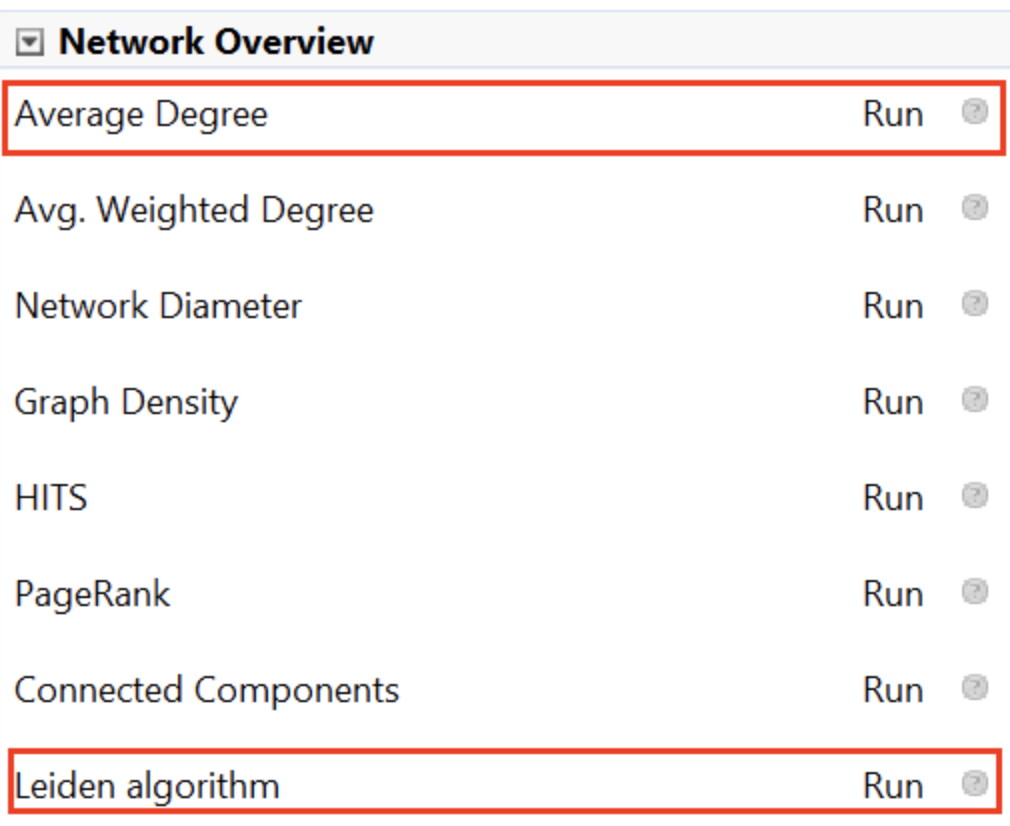 Network Overview
Average Degree Run ?
Avg. Weighted Degree Run ?
Network Diameter Run ?
Graph Density Run ?
HITS Run ?
PageRank Run ?
Connected Components Run ?
Leiden algorithm Run ?